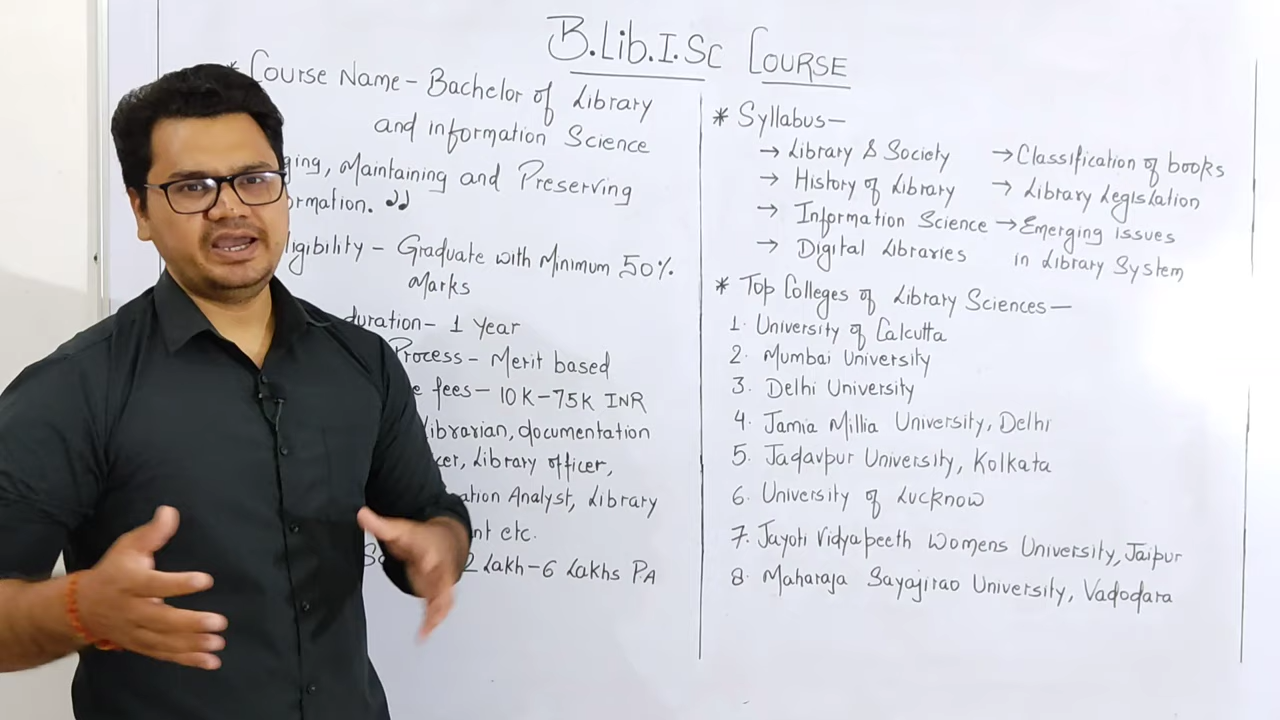 B.Lib.I.Sc COURSE
* Course Name - Bachelor of Library
and information Science
ging, Maintaining and Preserving
ormation. "
ligibility - Graduate with Minimum 50%
Marks
duration - 1 Year
Process - Merit based
e fees - 10K-75K INR
ibrarian, documentation
cer, Library officer,
ation Analyst, Library
nt etc.
2 Lakh-6 Lakhs P.A
* Syllabus-
→ Library & Society
→ History of Library
→ Information Science
→ Digital Libraries
→ Classification of books
→ Library Legislation
→ Emerging issues
in Library System
* Top Colleges of Library Sciences-
1. University of Calcutta
2. Mumbai University
3. Delhi University
4. Jamia Millia University, Delhi
5. Jadavpur University, Kolkata
6. University of Lucknow
7. Jayoti Vidyapeeth Womens University, Jaipur
8. Maharaja Sayajirao University, Vadodara